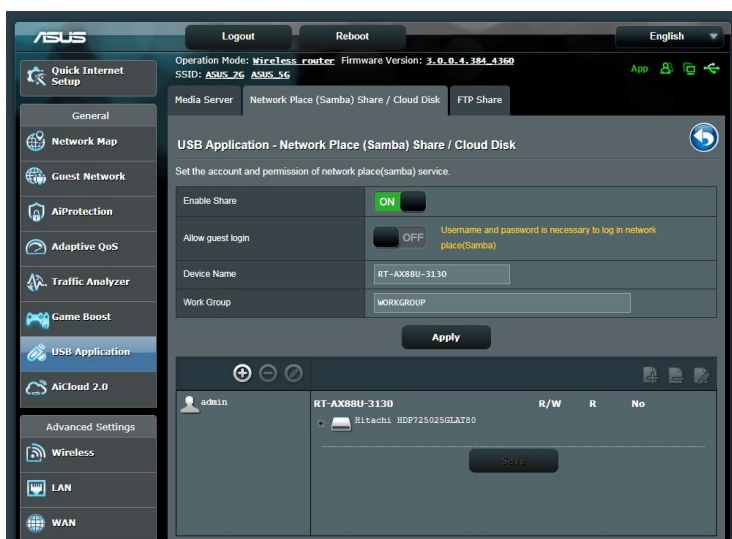 ASUS
Logout
Reboot
English
Quick Internet
Setup
Operation Mode: Wireless router Firmware Version: 3.0.0.4.384_4360
SSID: ASUS_2G ASUS_5G
App
General
Network Map
Guest Network
AiProtection
Adaptive QoS
Traffic Analyzer
Game Boost
USB Application
AiCloud 2.0
Advanced Settings
Wireless
LAN
WAN
Media Server
Network Place (Samba) Share / Cloud Disk
FTP Share
USB Application - Network Place (Samba) Share / Cloud Disk
Set the account and permission of network place(samba) service.
Enable Share
ON
Allow guest login
OFF
Username and password is necessary to log in network
place(Samba)
Device Name
RT-AX88U-3130
Work Group
WORKGROUP
Apply
admin
RT-AX88U-3130
R/W
R
No
Hitachi HDP725025GLAT80
Save